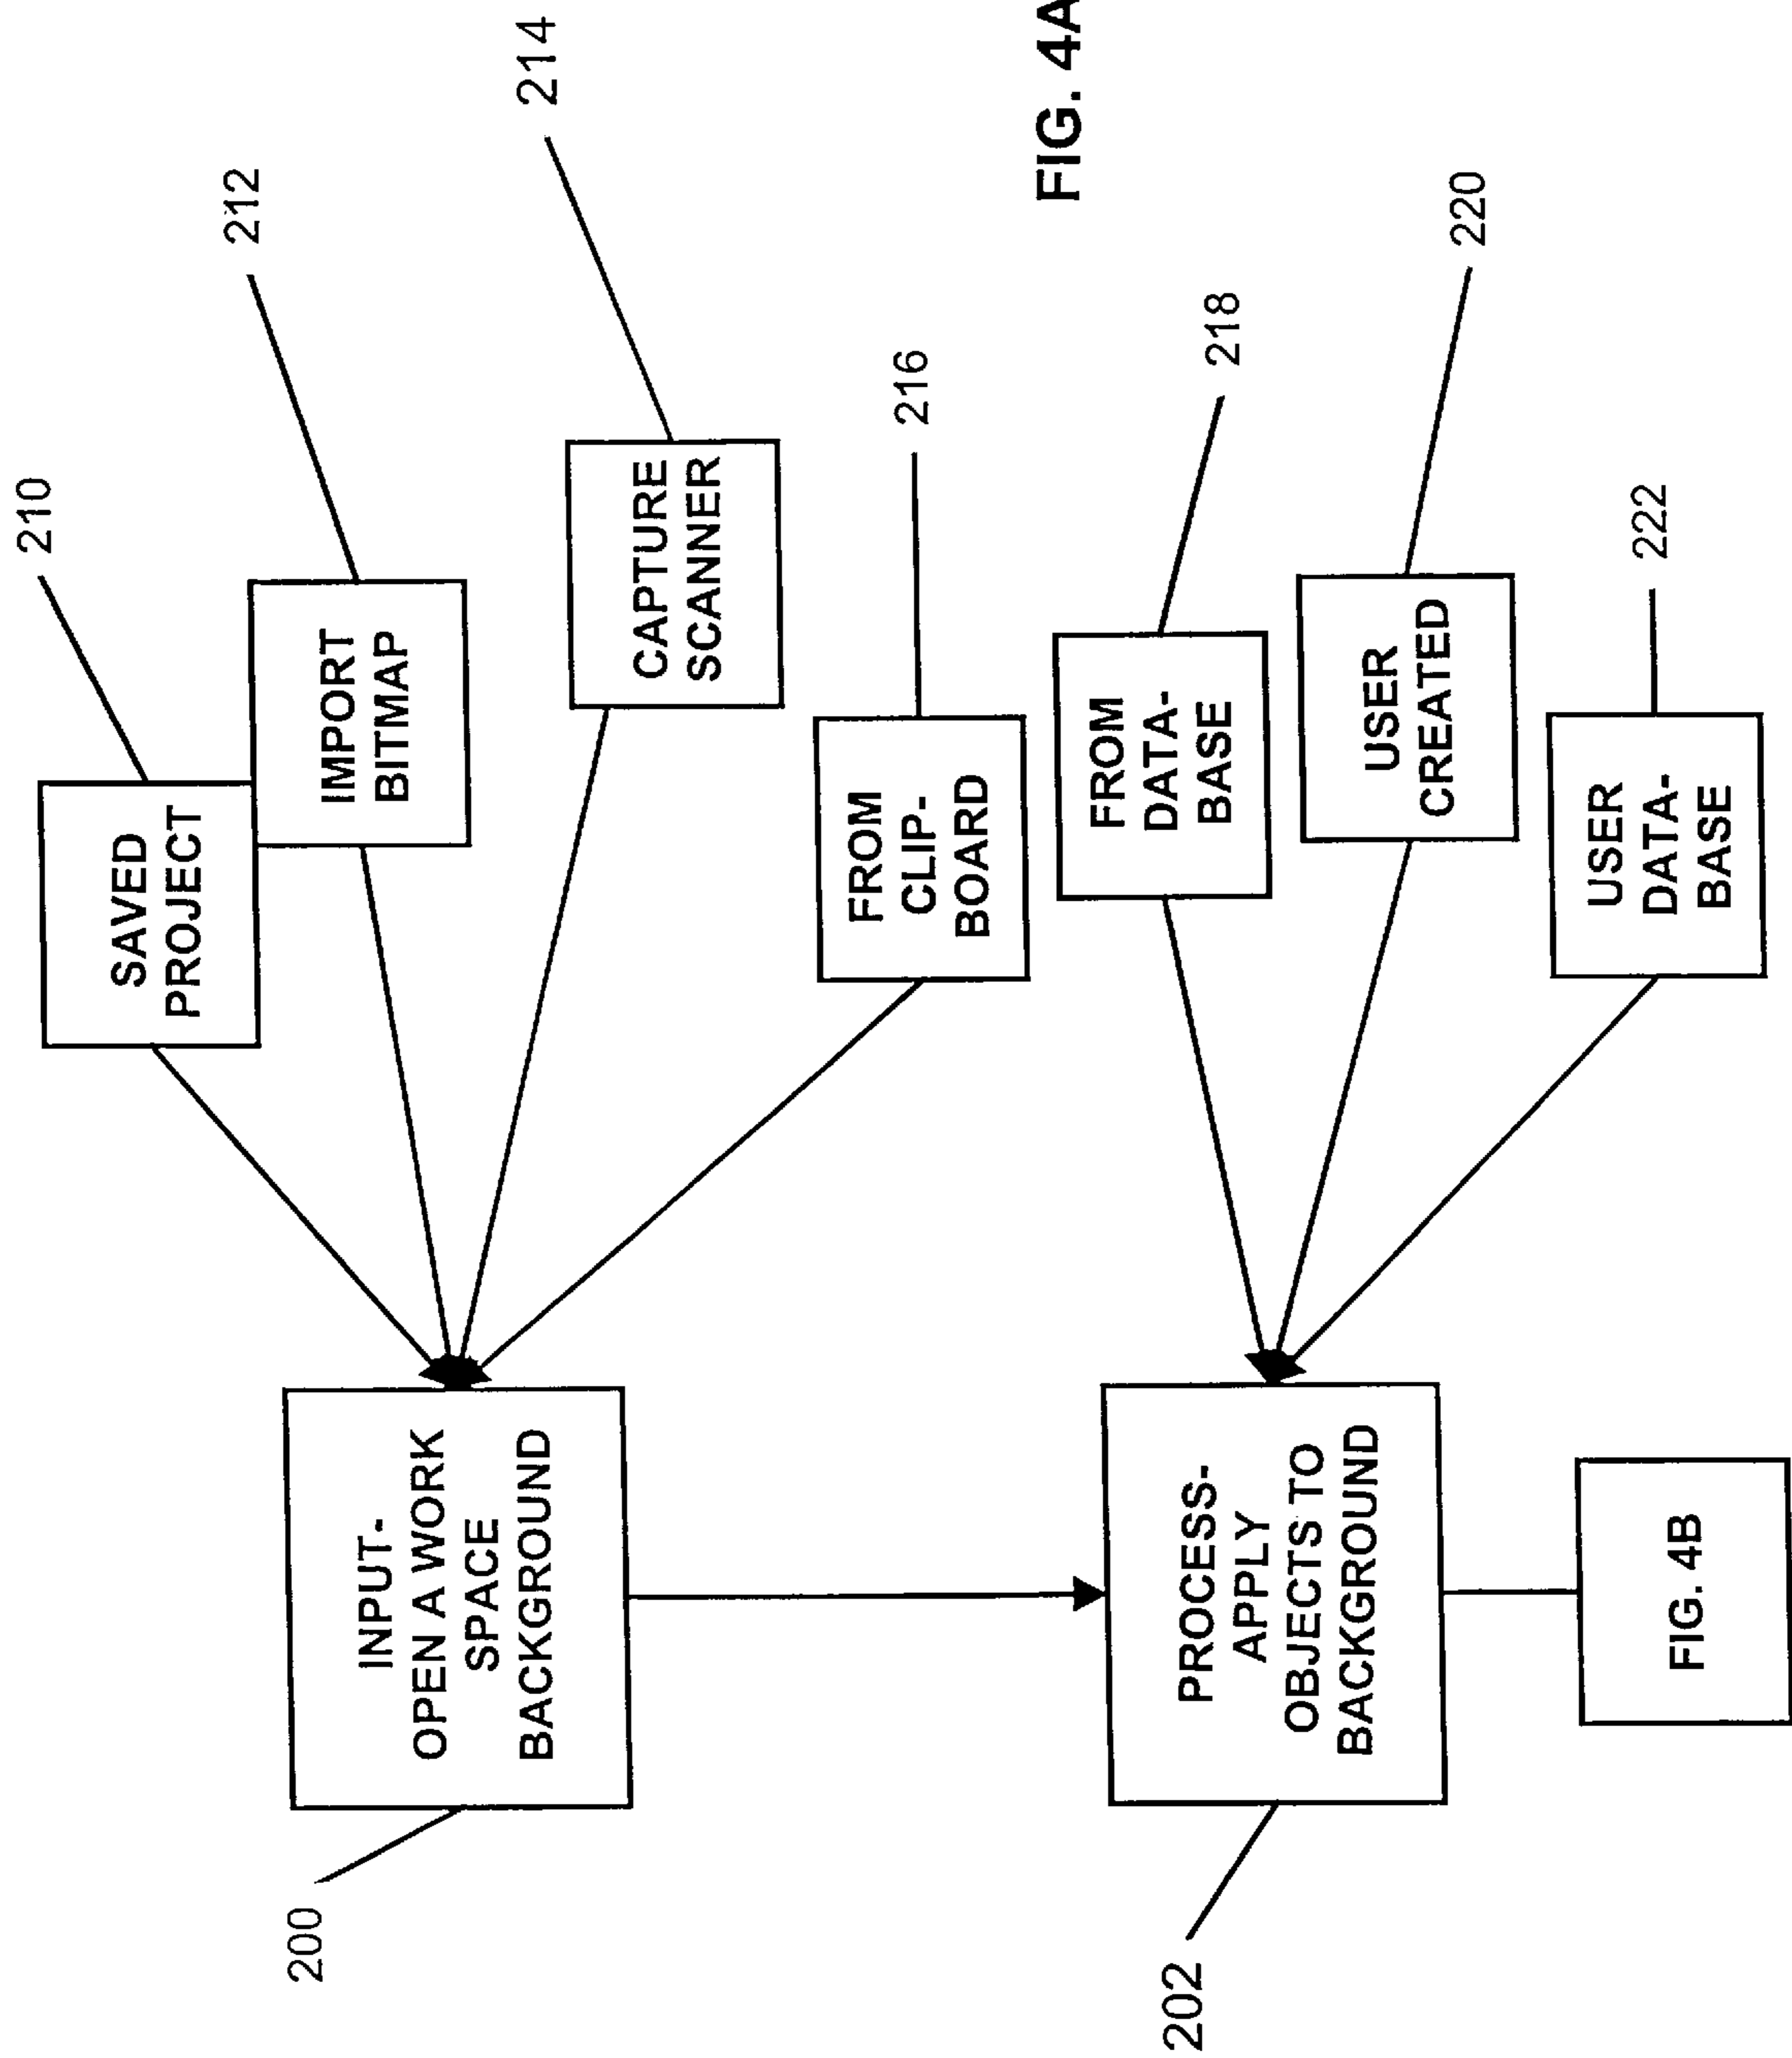 210
SAVED
PROJECT
212
IMPORT
BITMAP
214
CAPTURE
SCANNER
200
INPUT-
OPEN A WORK
SPACE
BACKGROUND
216
FROM
CLIP-
BOARD
FIG. 4A
218
FROM
DATA-
BASE
202
PROCESS-
APPLY
OBJECTS TO
BACKGROUND
220
USER
CREATED
222
USER
DATA-
BASE
FIG. 4B